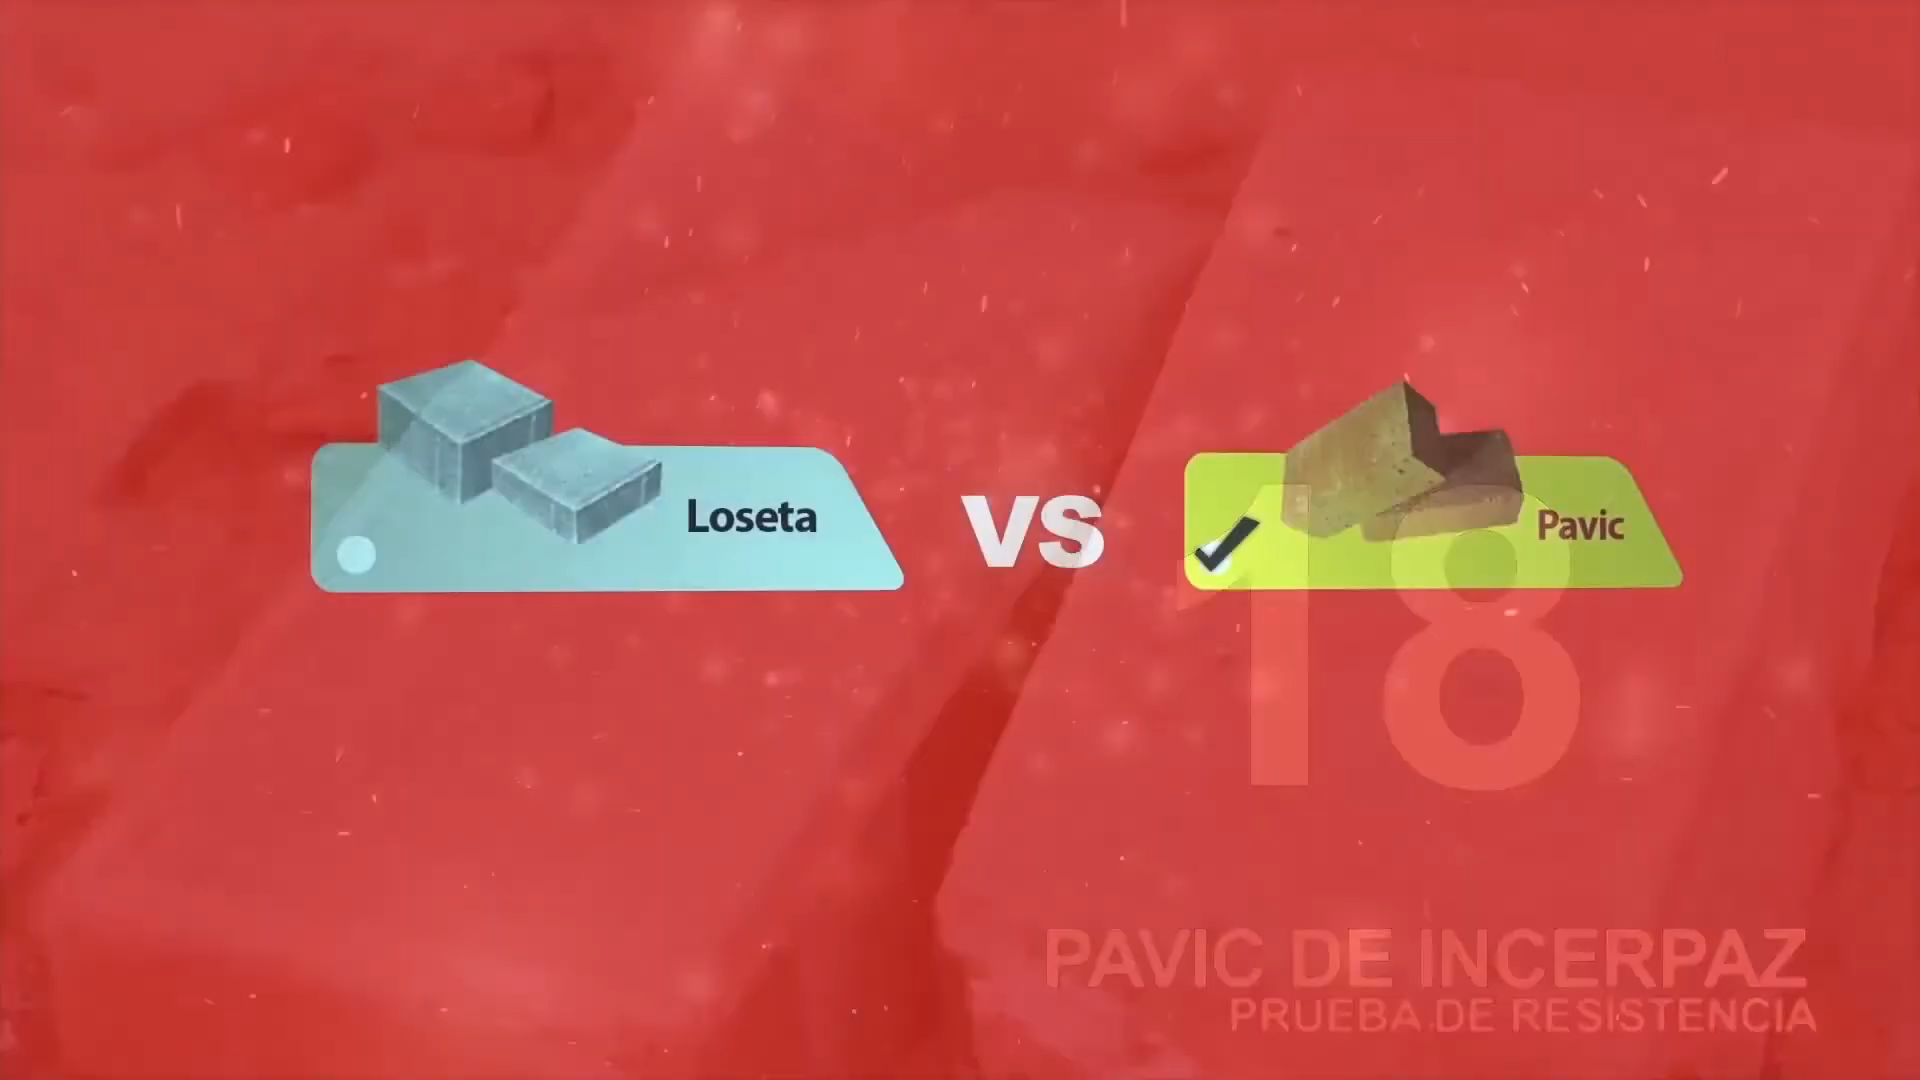 Loseta
VS
Pavic
18
PAVIC DE INCERPAZ
PRUEBA DE RESISTENCIA